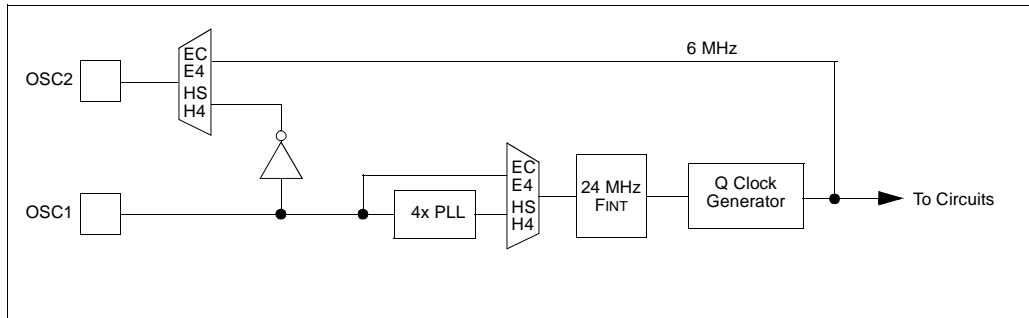 6 MHz
EC
E4
HS
H4
OSC2
EC
E4
HS
H4
24 MHz
FINT
Q Clock
Generator
4x PLL
OSC1
To Circuits